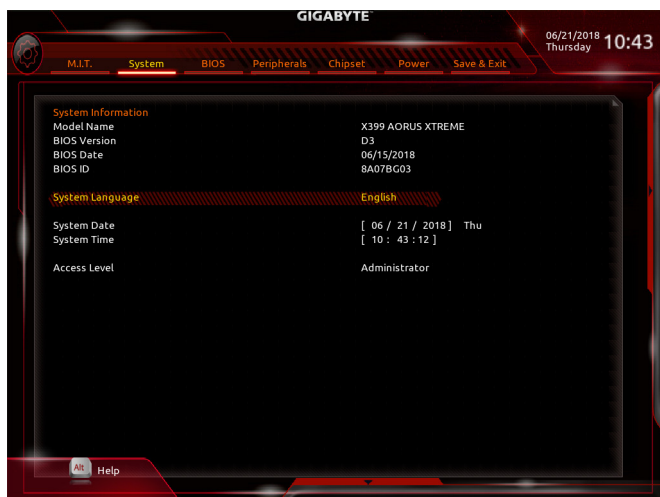 GIGABYTE™
06/21/2018 Thursday 10:43
M.I.T. System BIOS Peripherals Chipset Power Save & Exit
System Information
Model Name X399 AORUS XTREME
BIOS Version D3
BIOS Date 06/15/2018
BIOS ID 8A07BG03
System Language English
System Date [ 06 / 21 / 2018 ] Thu
System Time [ 10 : 43 : 12 ]
Access Level Administrator
Alt Help